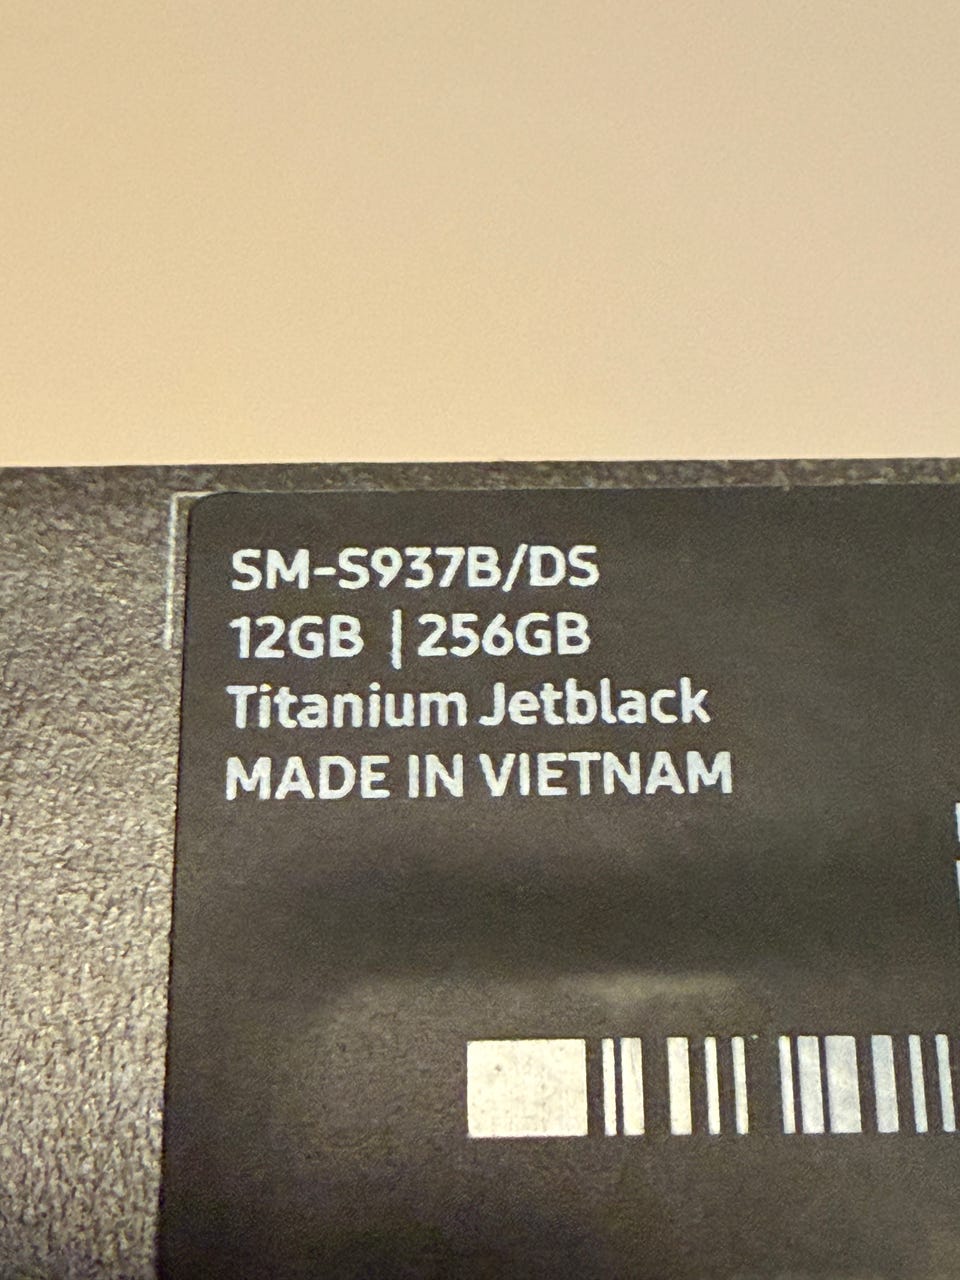 SM-S937B/DS
12GB | 256GB
Titanium Jetblack
MADE IN VIETNAM